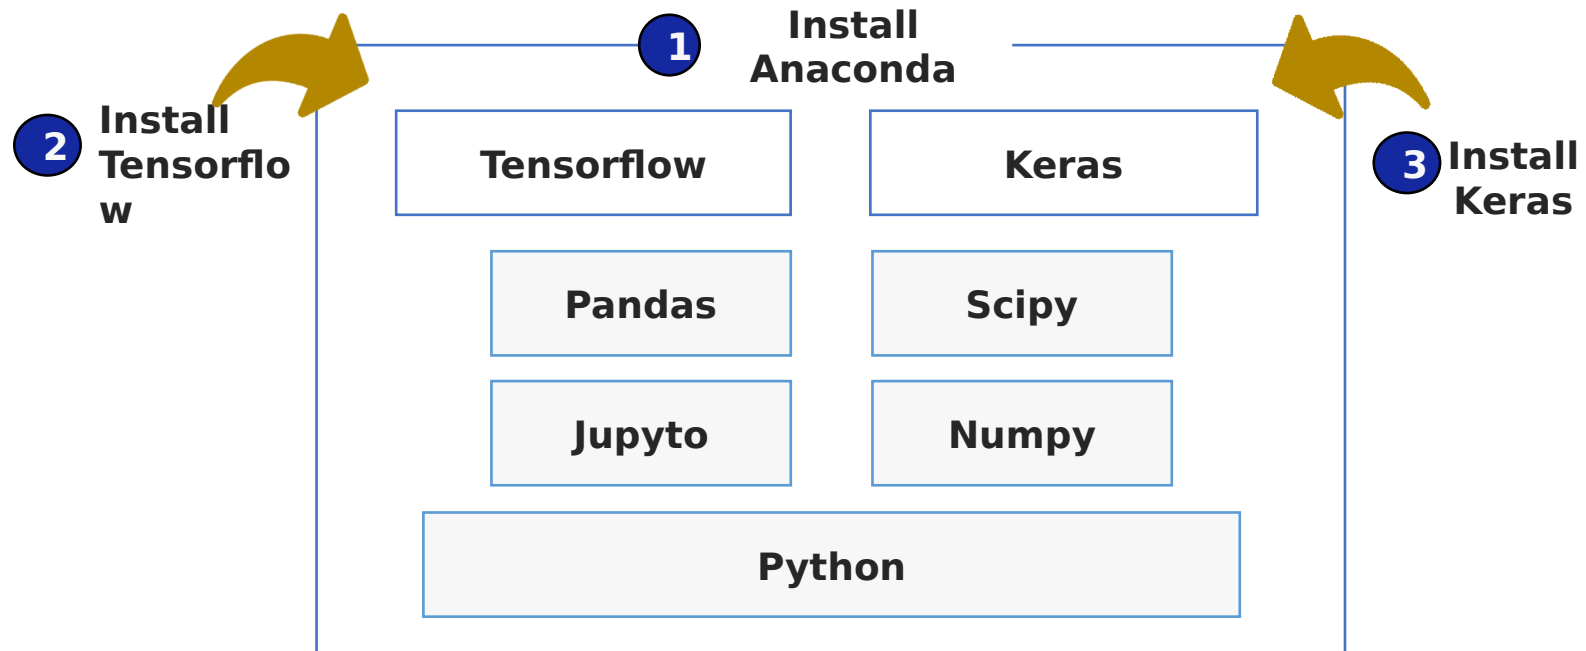 1
Install
Anaconda
2
Install
Tensorflo
w
3
Install
Keras
Tensorflow
Keras
Pandas
Scipy
Jupyto
Numpy
Python